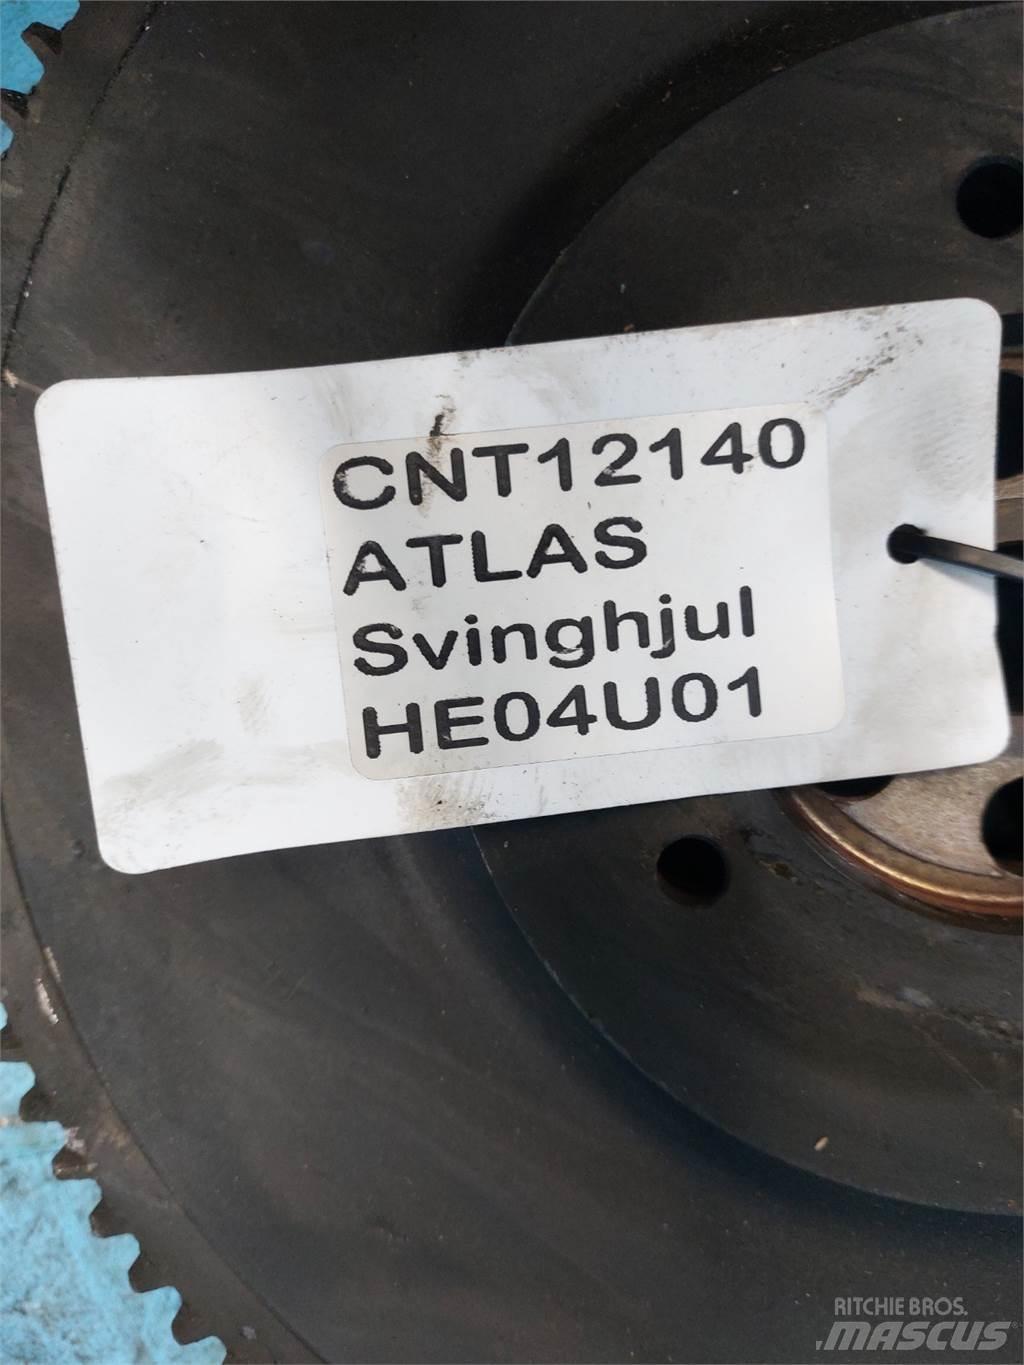 CNT12140
ATLAS
Svinghjul
HE04U01
RITCHIE BROS.
MASCUS